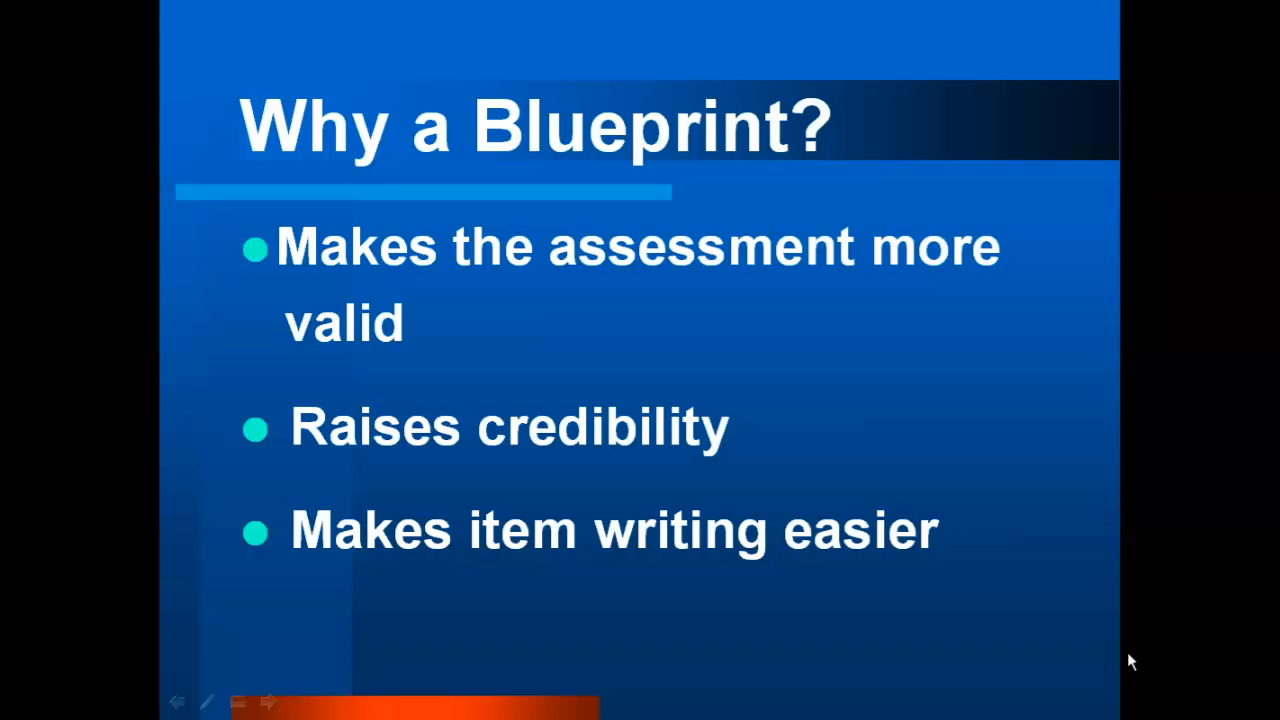 Why a Blueprint?
Makes the assessment more
valid
Raises credibility
Makes item writing easier